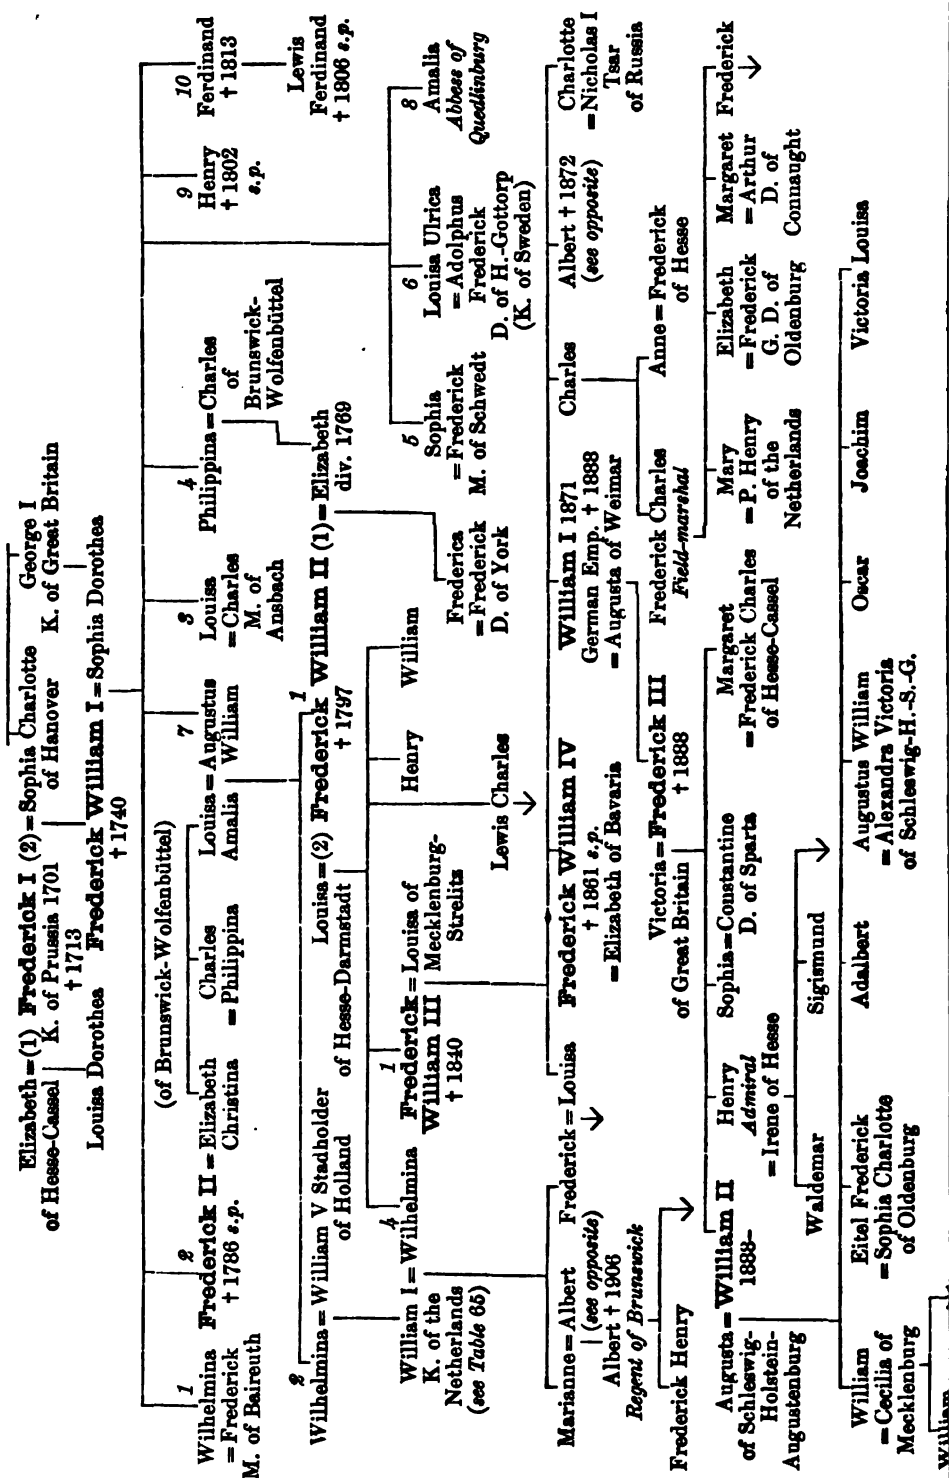 Elizabeth=(1) Frederick I (2)=Sophia Charlotte George I
of Hesse-Cassel K. of Prussia 1701 of Hanover K. of Great Britain
† 1713
Louisa Dorothea Frederick William I=Sophia Dorothea
† 1740
(of Brunswick-Wolfenbüttel)
1 2 7 3 4 9 10
Wilhelmina Frederick II = Elizabeth Charles Louisa=Augustus Louisa Philippina=Charles Henry Ferdinand
= Frederick † 1786 s.p. Christina = Philippina Amalia William = Charles of † 1802 † 1813
M. of Baireuth M. of Brunswick- s.p.
Ansbach Wolfenbüttel
Lewis
Ferdinand
† 1806 s.p.
2 1
Wilhelmina= William V Stadholder Louisa=(2) Frederick William II (1)=Elizabeth
of Holland of Hesse-Darmstadt † 1797 div. 1769
5 6 8
Sophia Louisa Ulrica Amalia
=Frederick = Adolphus Abbess of
M. of Schwedt Frederick Quedlinburg
D. of H.-Gottorp
(K. of Sweden)
4 1
William I=Wilhelmina Frederick = Louisa of Henry William Frederica
K. of the William III Mecklenburg- = Frederick
Netherlands † 1840 Strelitz D. of York
(see Table 65)
Lewis Charles
Marianne=Albert Frederick=Louisa Frederick William IV William I 1871 Charles Albert † 1872 Charlotte
(see opposite) † 1861 s.p. German Emp. † 1888 (see opposite) =Nicholas I
Albert † 1906 = Elizabeth of Bavaria = Augusta of Weimar Tsar
Regent of Brunswick of Russia
Frederick Henry
Victoria=Frederick III Frederick Charles Anne=Frederick
of Great Britain † 1888 Field-marshal of Hesse
Augusta= William II Henry Sophia=Constantine Margaret Mary Elizabeth Margaret Frederick
of Schleswig- 1888- Admiral D. of Sparta =Frederick Charles = P. Henry = Frederick =Arthur
Holstein- =Irene of Hesse of Hesse-Cassel of the G. D. of D. of
Augustenburg Netherlands Oldenburg Connaught
Waldemar Sigismund
William Eitel Frederick Adalbert Augustus William Oscar Joachim Victoria Louisa
=Cecilia of =Sophia Charlotte = Alexandra Victoria
Mecklenburg of Oldenburg of Schleswig-H.-S.-G.
William